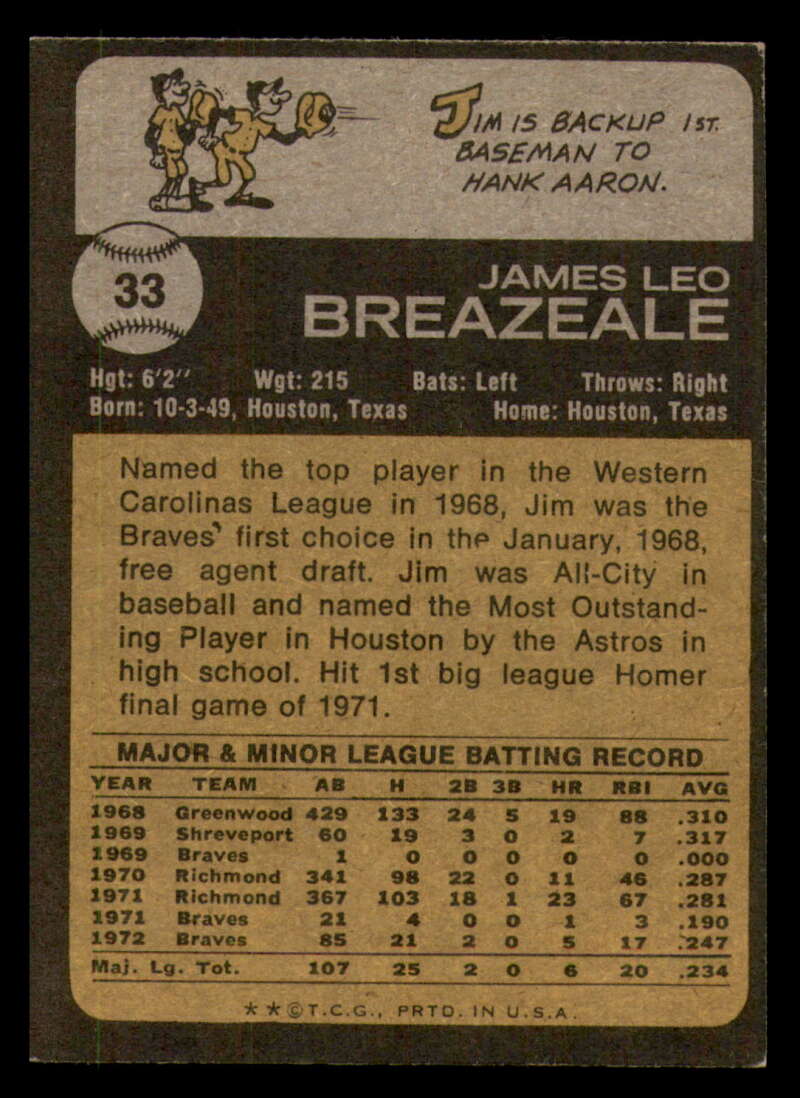 JIM IS BACKUP 1ST.
BASEMAN TO
HANK AARON.
33
JAMES LEO
BREAZEALE
Hgt: 6'2" Wgt: 215 Bats: Left Throws: Right
Born: 10-3-49, Houston, Texas Home: Houston, Texas
Named the top player in the Western
Carolinas League in 1968, Jim was the
Braves' first choice in the January, 1968,
free agent draft. Jim was All-City in
baseball and named the Most Outstand-
ing Player in Houston by the Astros in
high school. Hit 1st big league Homer
final game of 1971.
MAJOR & MINOR LEAGUE BATTING RECORD
YEAR TEAM AB H 2B 3B HR RBI AVG
1968 Greenwood 429 133 24 5 19 88 .310
1969 Shreveport 60 19 3 0 2 7 .317
1969 Braves 1 0 0 0 0 0 .000
1970 Richmond 341 98 22 0 11 46 .287
1971 Richmond 367 103 18 1 23 67 .281
1971 Braves 21 4 0 0 1 3 .190
1972 Braves 85 21 2 0 5 17 .247
Maj. Lg. Tot. 107 25 2 0 6 20 .234
* * © T.C.G., PRTD. IN U.S.A.